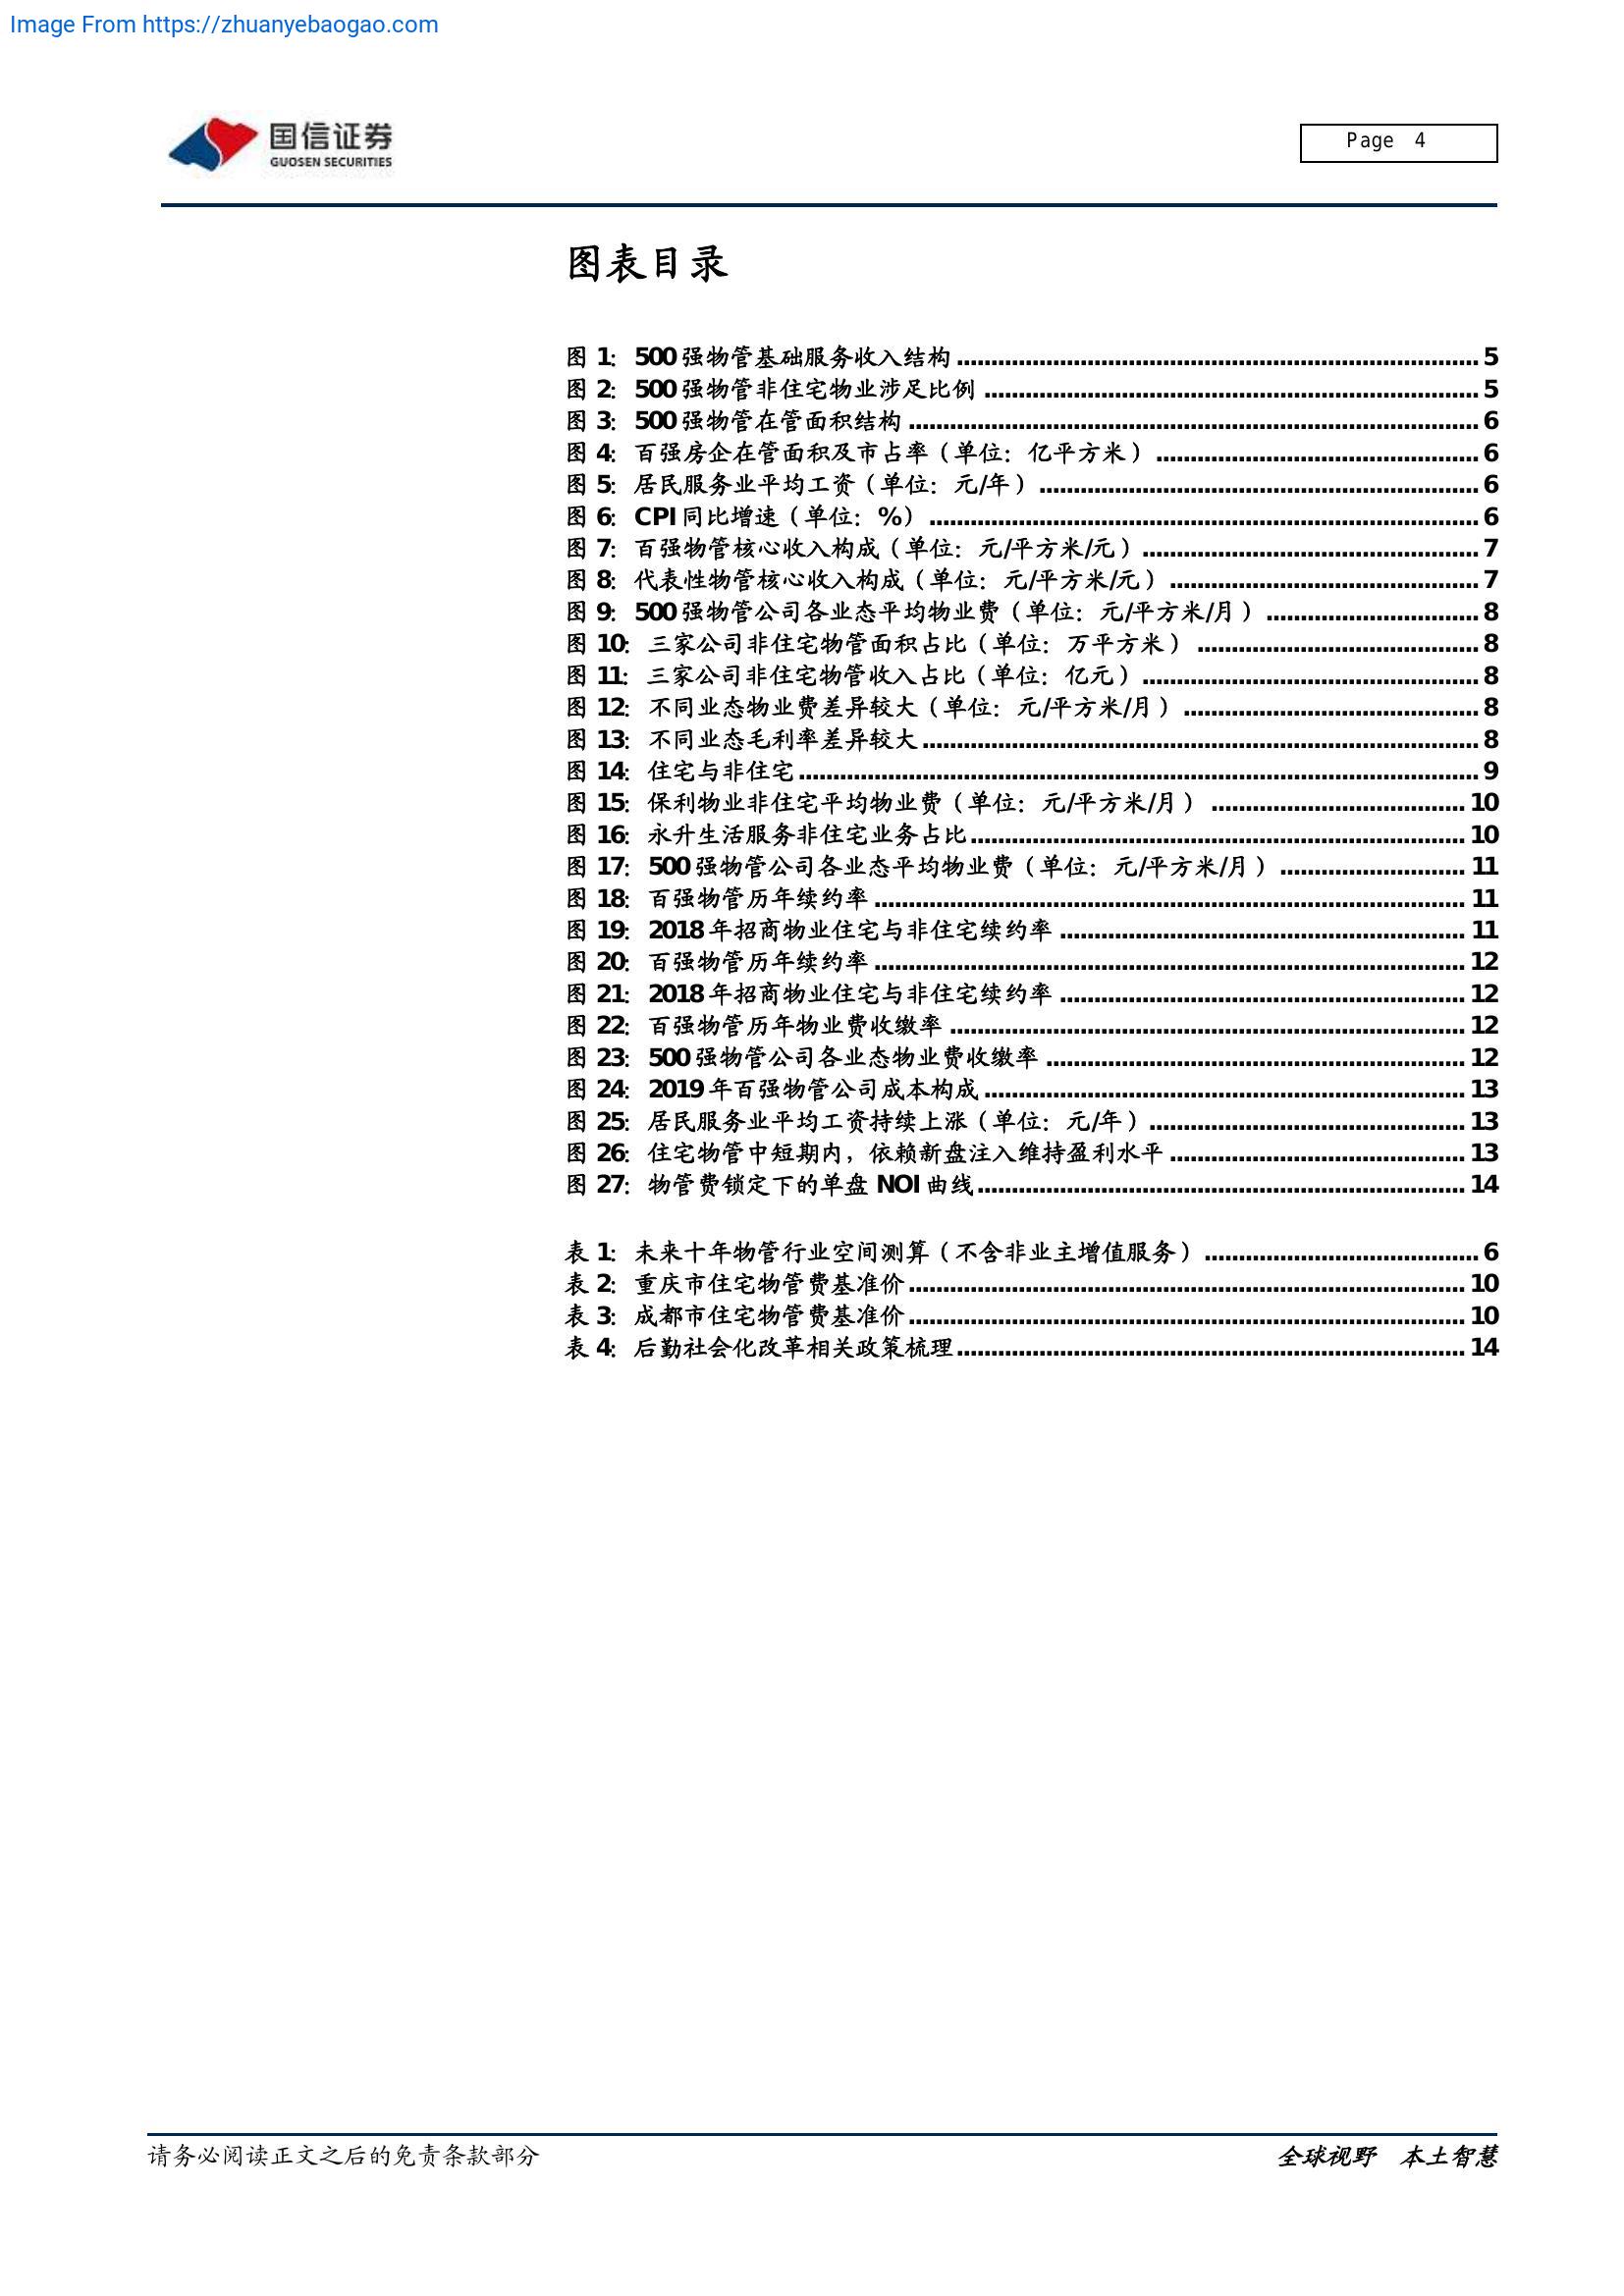 Image From https://zhuanyebaogao.com
国信证券
GUOSEN SECURITIES
Page 4
图表目录
图 1: 500 强物管基础服务收入结构 ........ 5
图 2: 500 强物管非住宅物业涉足比例 ........ 5
图 3: 500 强物管在管面积结构 ........ 6
图 4: 百强房企在管面积及市占率（单位：亿平方米） ........ 6
图 5: 居民服务业平均工资（单位：元/年） ........ 6
图 6: CPI 同比增速（单位：%） ........ 6
图 7: 百强物管核心收入构成（单位：元/平方米/元） ........ 7
图 8: 代表性物管核心收入构成（单位：元/平方米/元） ........ 7
图 9: 500 强物管公司各业态平均物业费（单位：元/平方米/月） ........ 8
图 10: 三家公司非住宅物管面积占比（单位：万平方米） ........ 8
图 11: 三家公司非住宅物管收入占比（单位：亿元） ........ 8
图 12: 不同业态物业费差异较大（单位：元/平方米/月） ........ 8
图 13: 不同业态毛利率差异较大 ........ 8
图 14: 住宅与非住宅 ........ 9
图 15: 保利物业非住宅平均物业费（单位：元/平方米/月） ........ 10
图 16: 永升生活服务非住宅业务占比 ........ 10
图 17: 500 强物管公司各业态平均物业费（单位：元/平方米/月） ........ 11
图 18: 百强物管历年续约率 ........ 11
图 19: 2018 年招商物业住宅与非住宅续约率 ........ 11
图 20: 百强物管历年续约率 ........ 12
图 21: 2018 年招商物业住宅与非住宅续约率 ........ 12
图 22: 百强物管历年物业费收缴率 ........ 12
图 23: 500 强物管公司各业态物业费收缴率 ........ 12
图 24: 2019 年百强物管公司成本构成 ........ 13
图 25: 居民服务业平均工资持续上涨（单位：元/年） ........ 13
图 26: 住宅物管中短期内，依赖新盘注入维持盈利水平 ........ 13
图 27: 物管费锁定下的单盘 NOI 曲线 ........ 14
表 1: 未来十年物管行业空间测算（不含非业主增值服务） ........ 6
表 2: 重庆市住宅物管费基准价 ........ 10
表 3: 成都市住宅物管费基准价 ........ 10
表 4: 后勤社会化改革相关政策梳理 ........ 14
请务必阅读正文之后的免责条款部分
全球视野 本土智慧